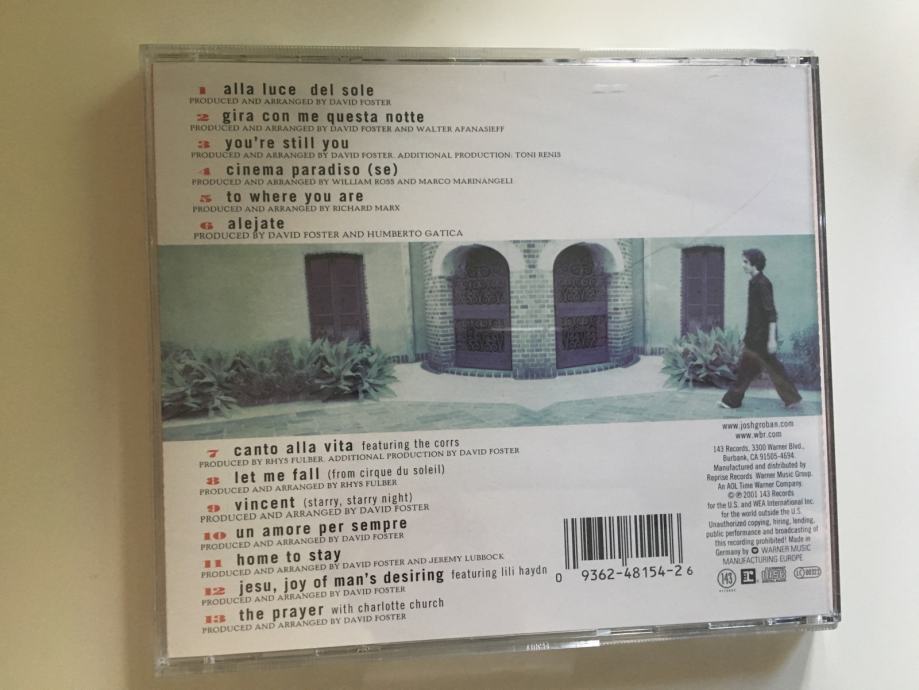 1 alla luce del sole
PRODUCED AND ARRANGED BY DAVID FOSTER
2 gira con me questa notte
PRODUCED AND ARRANGED BY DAVID FOSTER AND WALTER AFANASIEFF
3 you're still you
PRODUCED AND ARRANGED BY DAVID FOSTER. ADDITIONAL PRODUCTION: TONI RENIS
4 cinema paradiso (se)
PRODUCED AND ARRANGED BY WILLIAM ROSS AND MARCO MARINANGELI
5 to where you are
PRODUCED AND ARRANGED BY RICHARD MARX
6 alejate
PRODUCED BY DAVID FOSTER AND HUMBERTO GATICA
7 canto alla vita featuring the corrs
PRODUCED BY RHYS FULBER. ADDITIONAL PRODUCTION BY DAVID FOSTER
8 let me fall (from cirque du soleil)
PRODUCED AND ARRANGED BY RHYS FULBER
9 vincent (starry, starry night)
PRODUCED AND ARRANGED BY DAVID FOSTER
10 un amore per sempre
PRODUCED AND ARRANGED BY DAVID FOSTER
11 home to stay
PRODUCED AND ARRANGED BY DAVID FOSTER AND JEREMY LUBBOCK
12 jesu, joy of man's desiring featuring lili haydn
PRODUCED AND ARRANGED BY DAVID FOSTER
13 the prayer with charlotte church
PRODUCED AND ARRANGED BY DAVID FOSTER
0 9362-48154-2 6
www.joshgroban.com
www.wbr.com
143 Records, 3300 Warner Blvd.,
Burbank, CA 91505-4694.
Manufactured and distributed by
Reprise Records Warner Music Group.
An AOL Time Warner Company.
© ℗ 2001 143 Records
for the U.S. and WEA International Inc.
for the world outside the U.S.
Unauthorized copying, hiring, lending,
public performance and broadcasting of
this recording prohibited! Made in
Germany by WARNER MUSIC
MANUFACTURING EUROPE
143
RECORDS